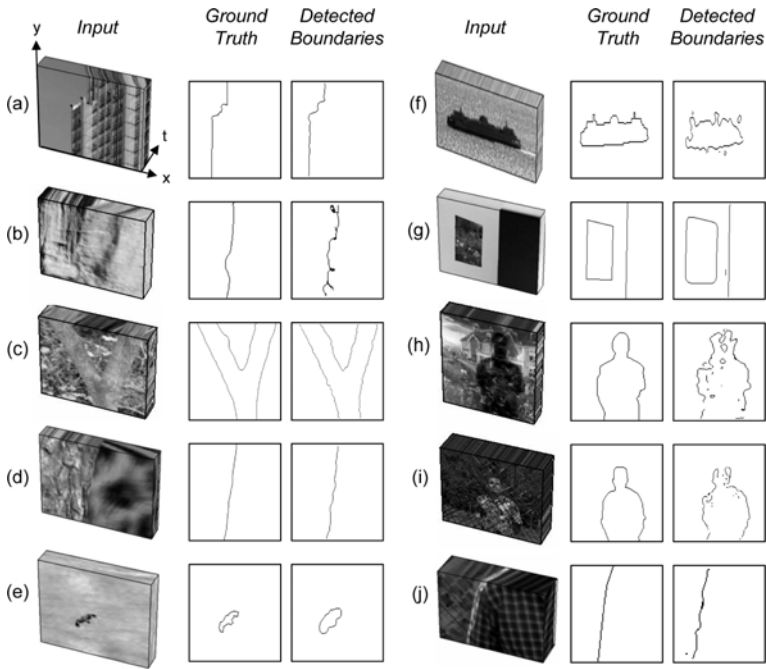 Input Ground Truth Detected Boundaries Input Ground Truth Detected Boundaries
y
t
x
(a)
(b)
(c)
(d)
(e)
(f)
(g)
(h)
(i)
(j)